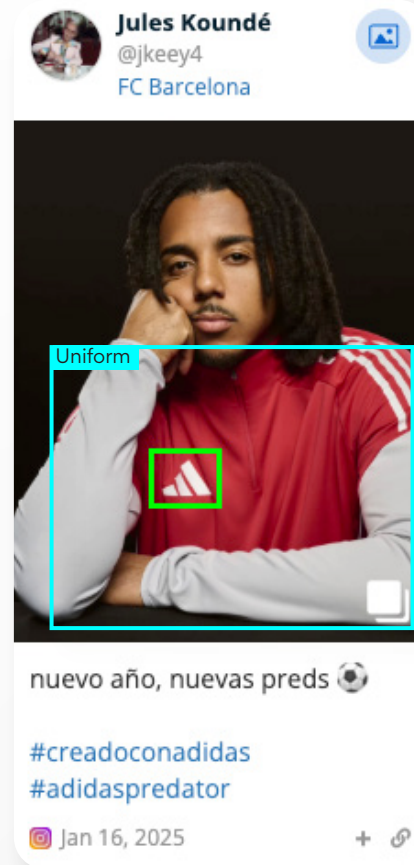 Jules Koundé
@jkeey4
FC Barcelona
Uniform
nuevo año, nuevas preds ⚽
#creadoconadidas
#adidaspredator
Jan 16, 2025